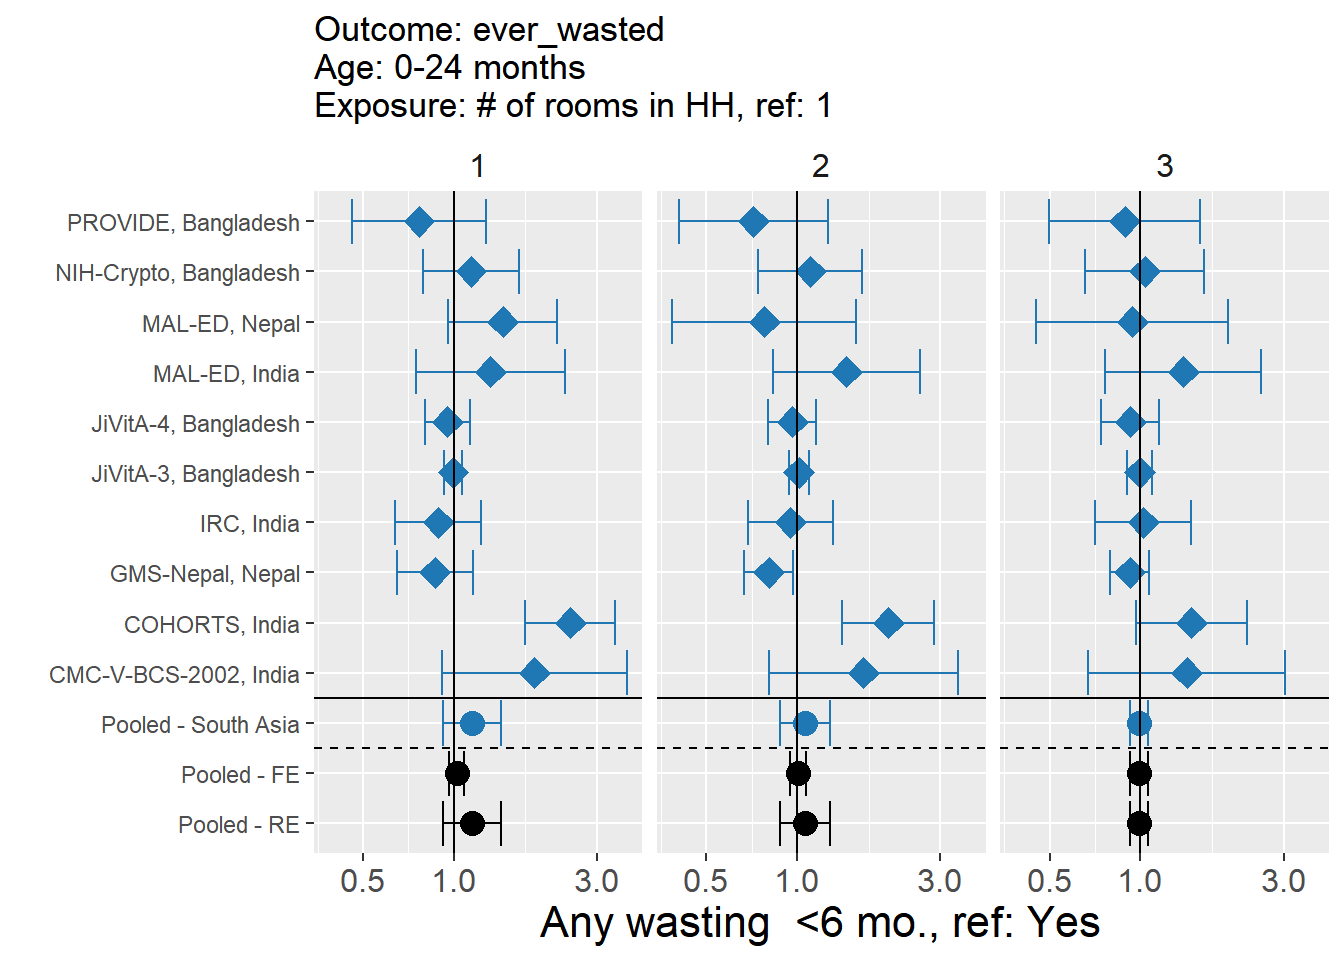 Outcome: ever_wasted
Age: 0-24 months
Exposure: # of rooms in HH, ref: 1
1 2 3
PROVIDE, Bangladesh
NIH-Crypto, Bangladesh
MAL-ED, Nepal
MAL-ED, India
JiVitA-4, Bangladesh
JiVitA-3, Bangladesh
IRC, India
GMS-Nepal, Nepal
COHORTS, India
CMC-V-BCS-2002, India
Pooled - South Asia
Pooled - FE
Pooled - RE
0.5 1.0 3.0 0.5 1.0 3.0 0.5 1.0 3.0
Any wasting  <6 mo., ref: Yes